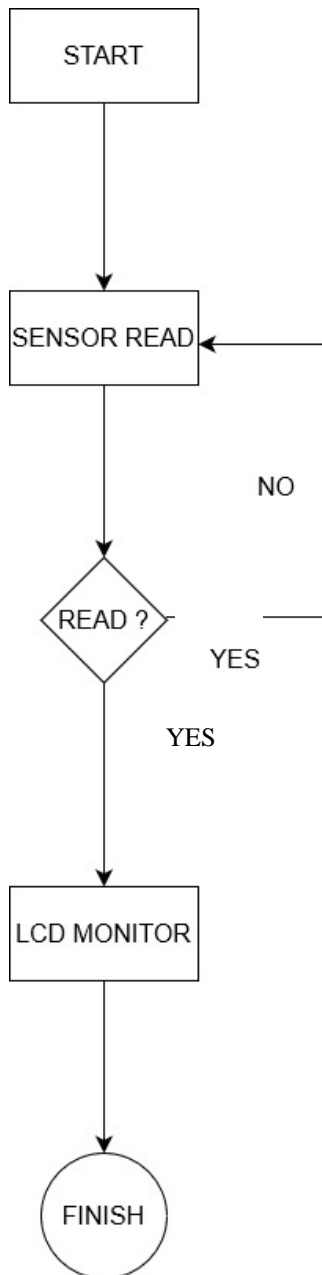 START
SENSOR READ
NO
READ ?
YES
YES
LCD MONITOR
FINISH